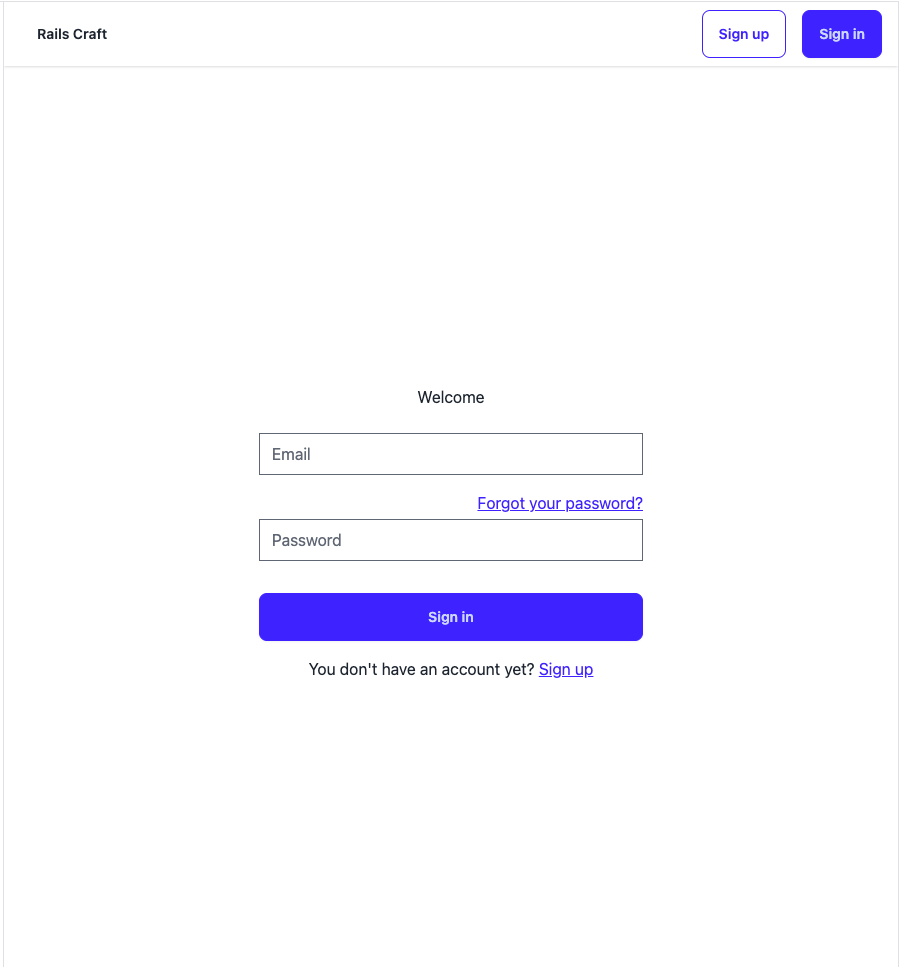 Rails Craft
Sign up
Sign in
Welcome
Email
Forgot your password?
Password
Sign in
You don't have an account yet? Sign up